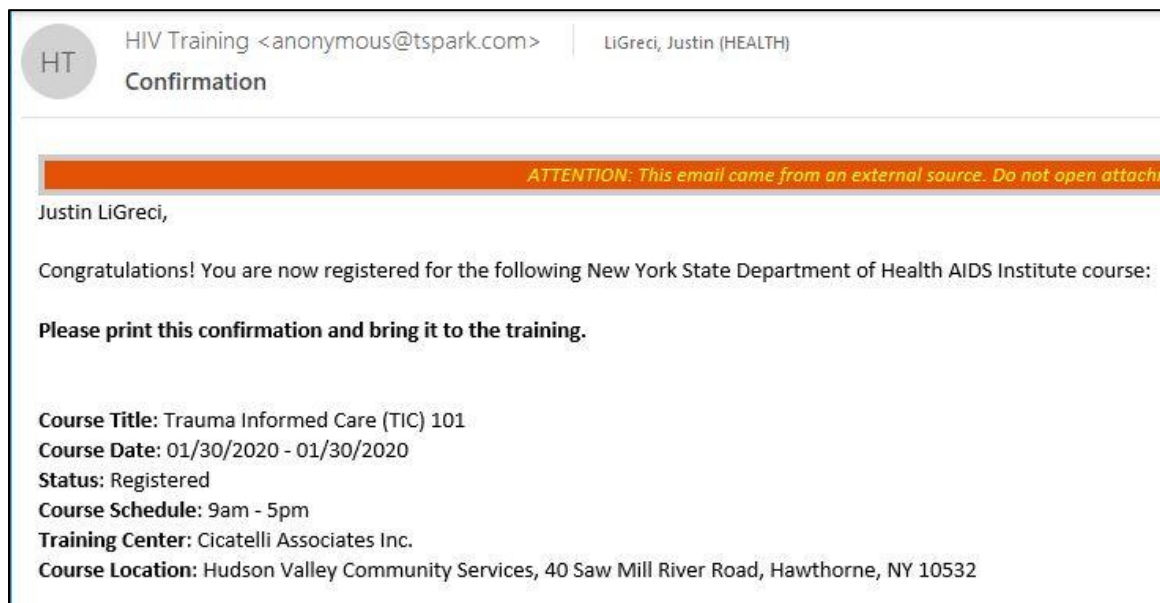 HT
HIV Training <anonymous@tspark.com>
LiGreci, Justin (HEALTH)
Confirmation
ATTENTION: This email came from an external source. Do not open attach
Justin LiGreci,
Congratulations! You are now registered for the following New York State Department of Health AIDS Institute course:
Please print this confirmation and bring it to the training.
Course Title: Trauma Informed Care (TIC) 101
Course Date: 01/30/2020 - 01/30/2020
Status: Registered
Course Schedule: 9am - 5pm
Training Center: Cicatelli Associates Inc.
Course Location: Hudson Valley Community Services, 40 Saw Mill River Road, Hawthorne, NY 10532